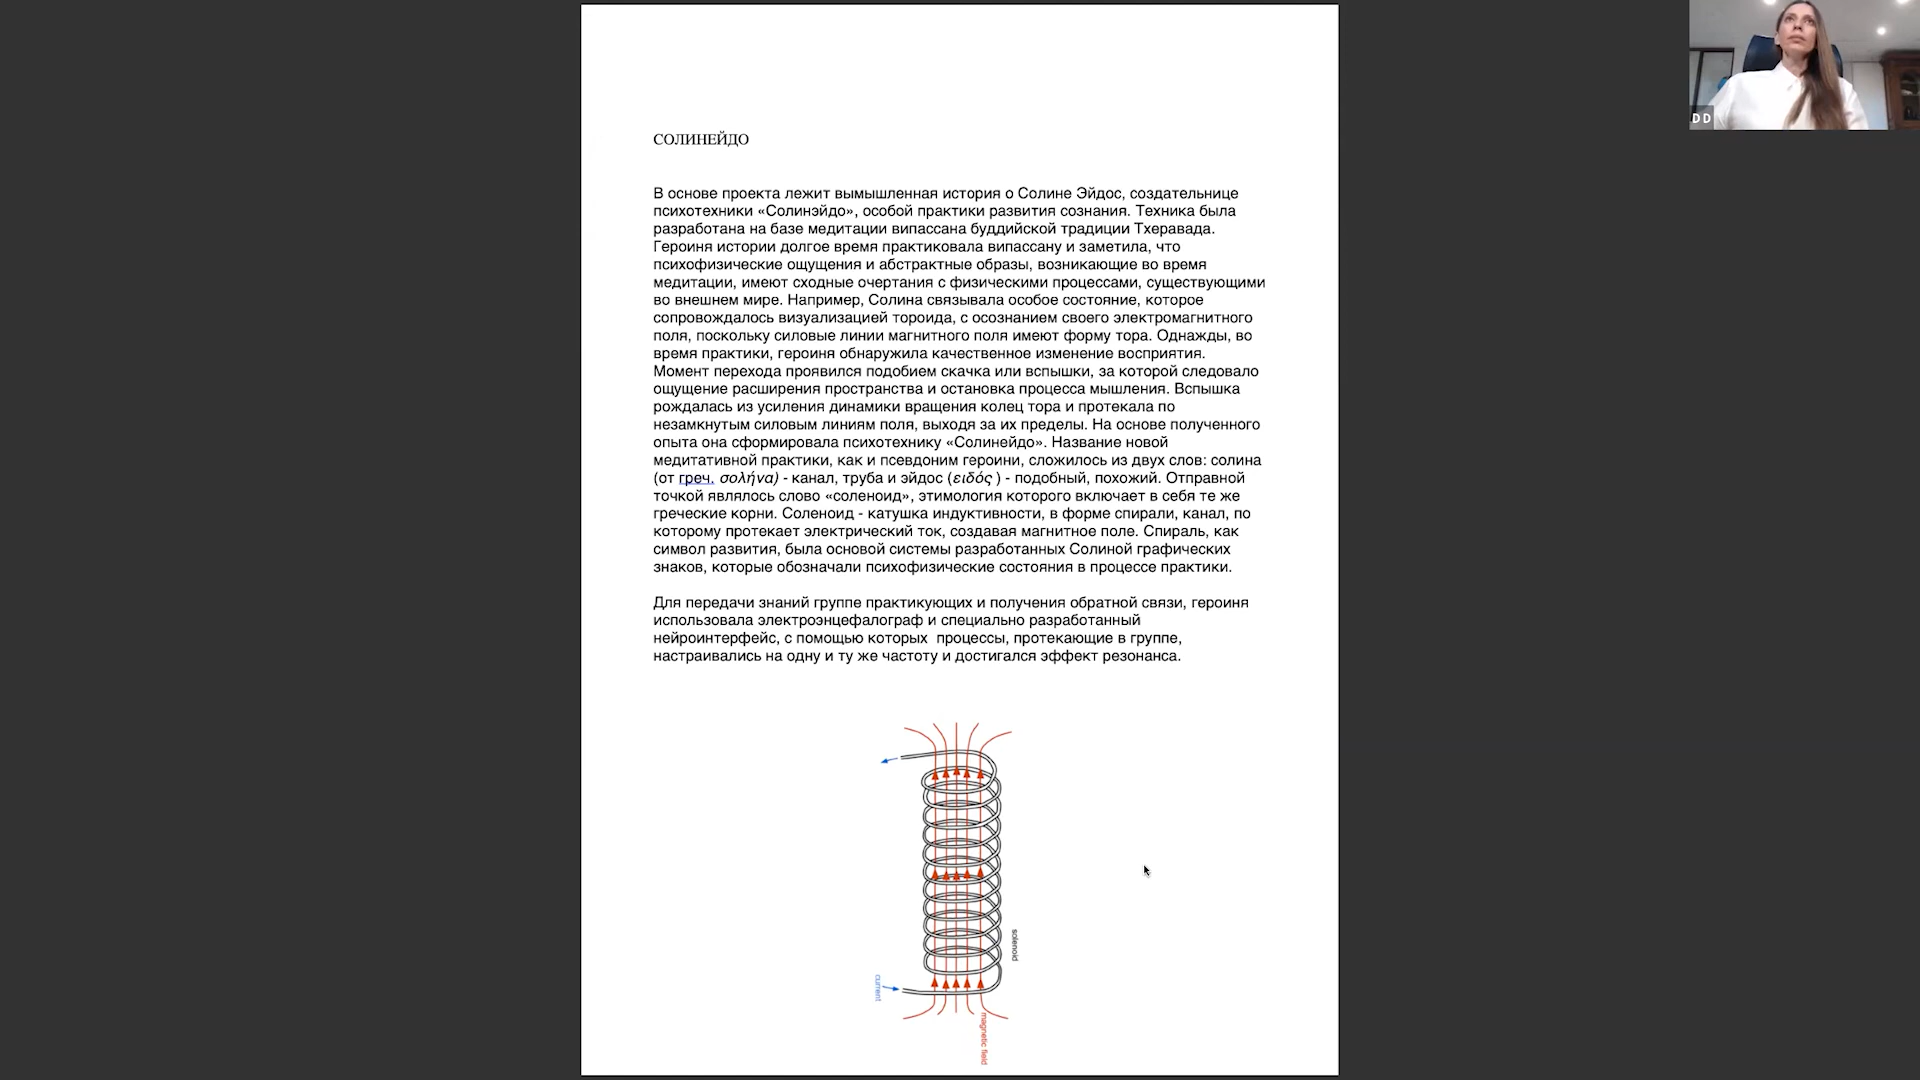 СОЛИНЕЙДО
В основе проекта лежит вымышленная история о Солине Эйдос, создательнице
психотехники «Солинэйдо», особой практики развития сознания. Техника была
разработана на базе медитации випассана буддийской традиции Тхеравада.
Героиня истории долгое время практиковала випассану и заметила, что
психофизические ощущения и абстрактные образы, возникающие во время
медитации, имеют сходные очертания с физическими процессами, существующими
во внешнем мире. Например, Солина связывала особое состояние, которое
сопровождалось визуализацией тороида, с осознанием своего электромагнитного
поля, поскольку силовые линии магнитного поля имеют форму тора. Однажды, во
время практики, героиня обнаружила качественное изменение восприятия.
Момент перехода проявился подобием скачка или вспышки, за которой следовало
ощущение расширения пространства и остановка процесса мышления. Вспышка
рождалась из усиления динамики вращения колец тора и протекала по
незамкнутым силовым линиям поля, выходя за их пределы. На основе полученного
опыта она сформировала психотехнику «Солинейдо». Название новой
медитативной практики, как и псевдоним героини, сложилось из двух слов: солина
(от греч. σολήνα) - канал, труба и эйдос (ειδός ) - подобный, похожий. Отправной
точкой являлось слово «соленоид», этимология которого включает в себя те же
греческие корни. Соленоид - катушка индуктивности, в форме спирали, канал, по
которому протекает электрический ток, создавая магнитное поле. Спираль, как
символ развития, была основой системы разработанных Солиной графических
знаков, которые обозначали психофизические состояния в процессе практики.
Для передачи знаний группе практикующих и получения обратной связи, героиня
использовала электроэнцефалограф и специально разработанный
нейроинтерфейс, с помощью которых  процессы, протекающие в группе,
настраивались на одну и ту же частоту и достигался эффект резонанса.
solenoid
current
magnetic field
D D